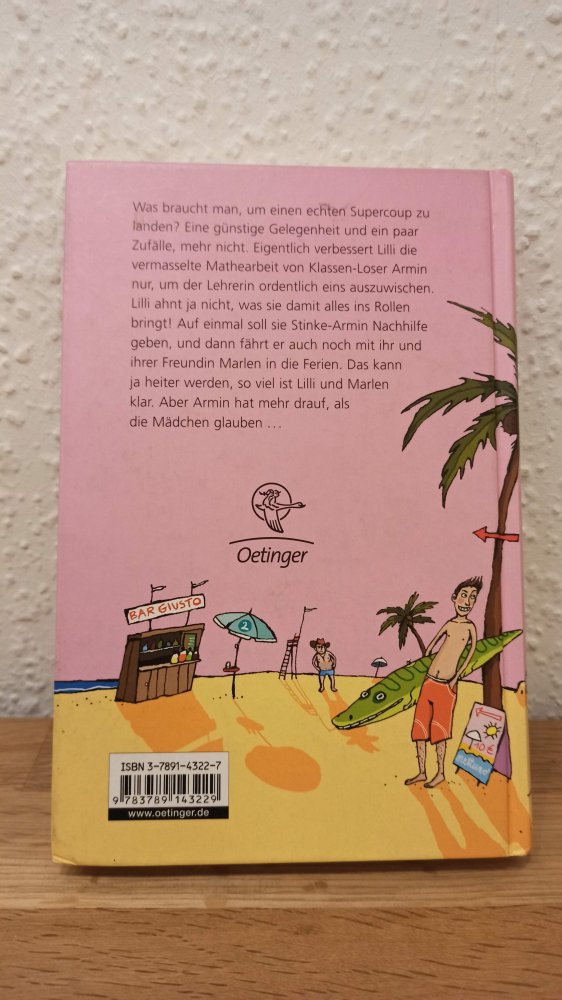 Was braucht man, um einen echten Supercoup zu
landen? Eine günstige Gelegenheit und ein paar
Zufälle, mehr nicht. Eigentlich verbessert Lilli die
vermasselte Mathearbeit von Klassen-Loser Armin
nur, um der Lehrerin ordentlich eins auszuwischen.
Lilli ahnt ja nicht, was sie damit alles ins Rollen
bringt! Auf einmal soll sie Stinke-Armin Nachhilfe
geben, und dann fährt er auch noch mit ihr und
ihrer Freundin Marlen in die Ferien. Das kann
ja heiter werden, so viel ist Lilli und Marlen
klar. Aber Armin hat mehr drauf, als
die Mädchen glauben ...
Oetinger
BAR GIUSTO
2
10 €
ISBN 3-7891-4322-7
9 783789 143229
www.oetinger.de